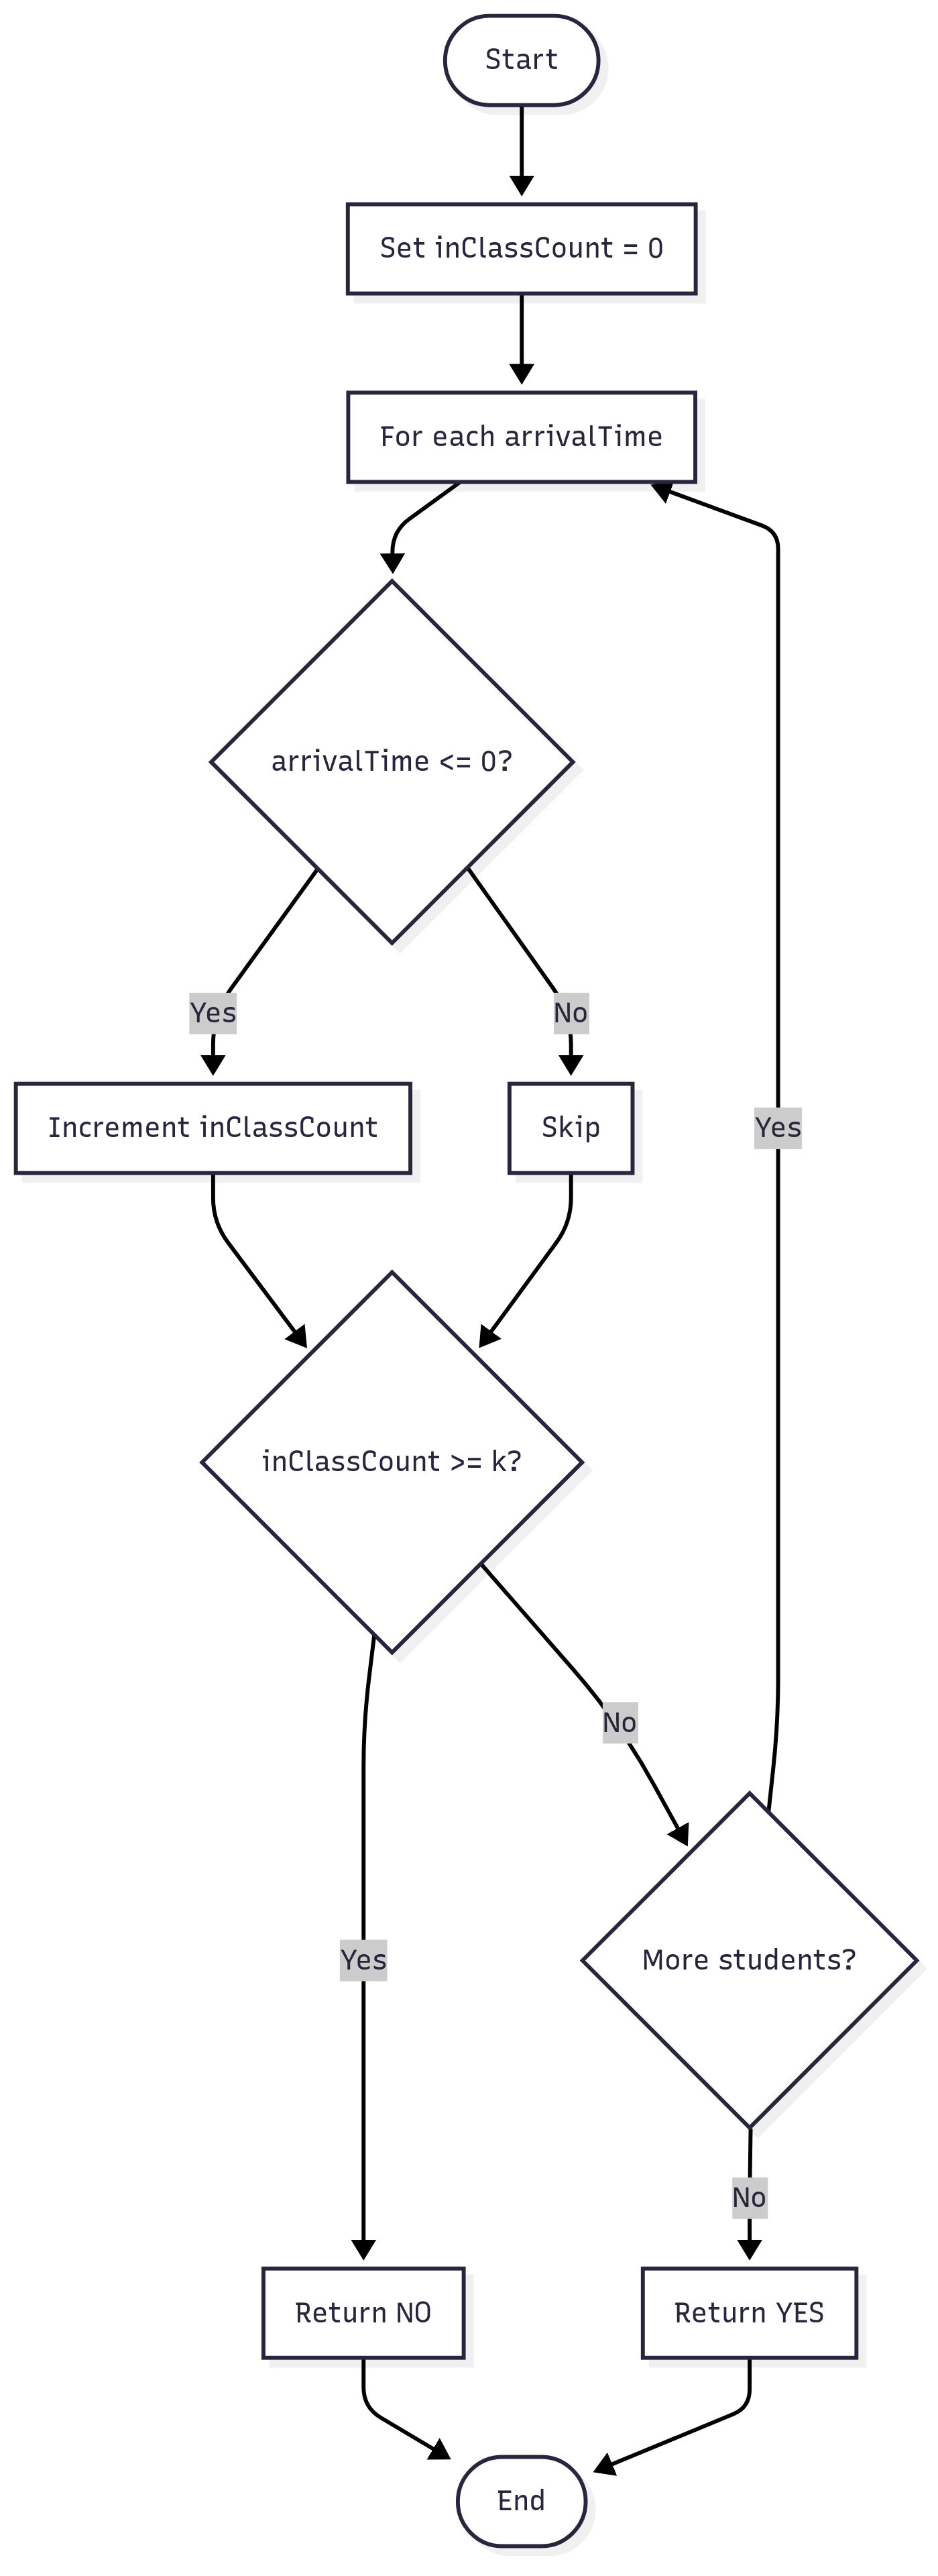 Start
Set inClassCount = 0
For each arrivalTime
arrivalTime <= 0?
Yes
No
Increment inClassCount
Skip
Yes
inClassCount >= k?
No
Yes
More students?
No
Return NO
Return YES
End